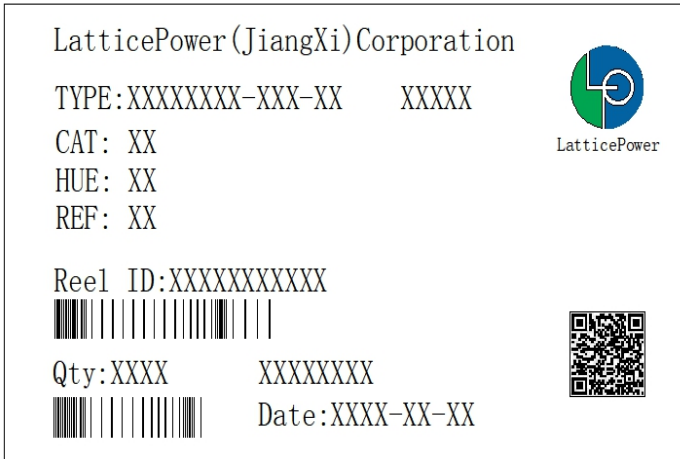 LatticePower(JiangXi)Corporation
TYPE:XXXXXXXX-XXX-XX XXXXX
LatticePower
CAT: XX
HUE: XX
REF: XX
Reel ID:XXXXXXXXXXX
Qty:XXXX XXXXXXXX
Date:XXXX-XX-XX